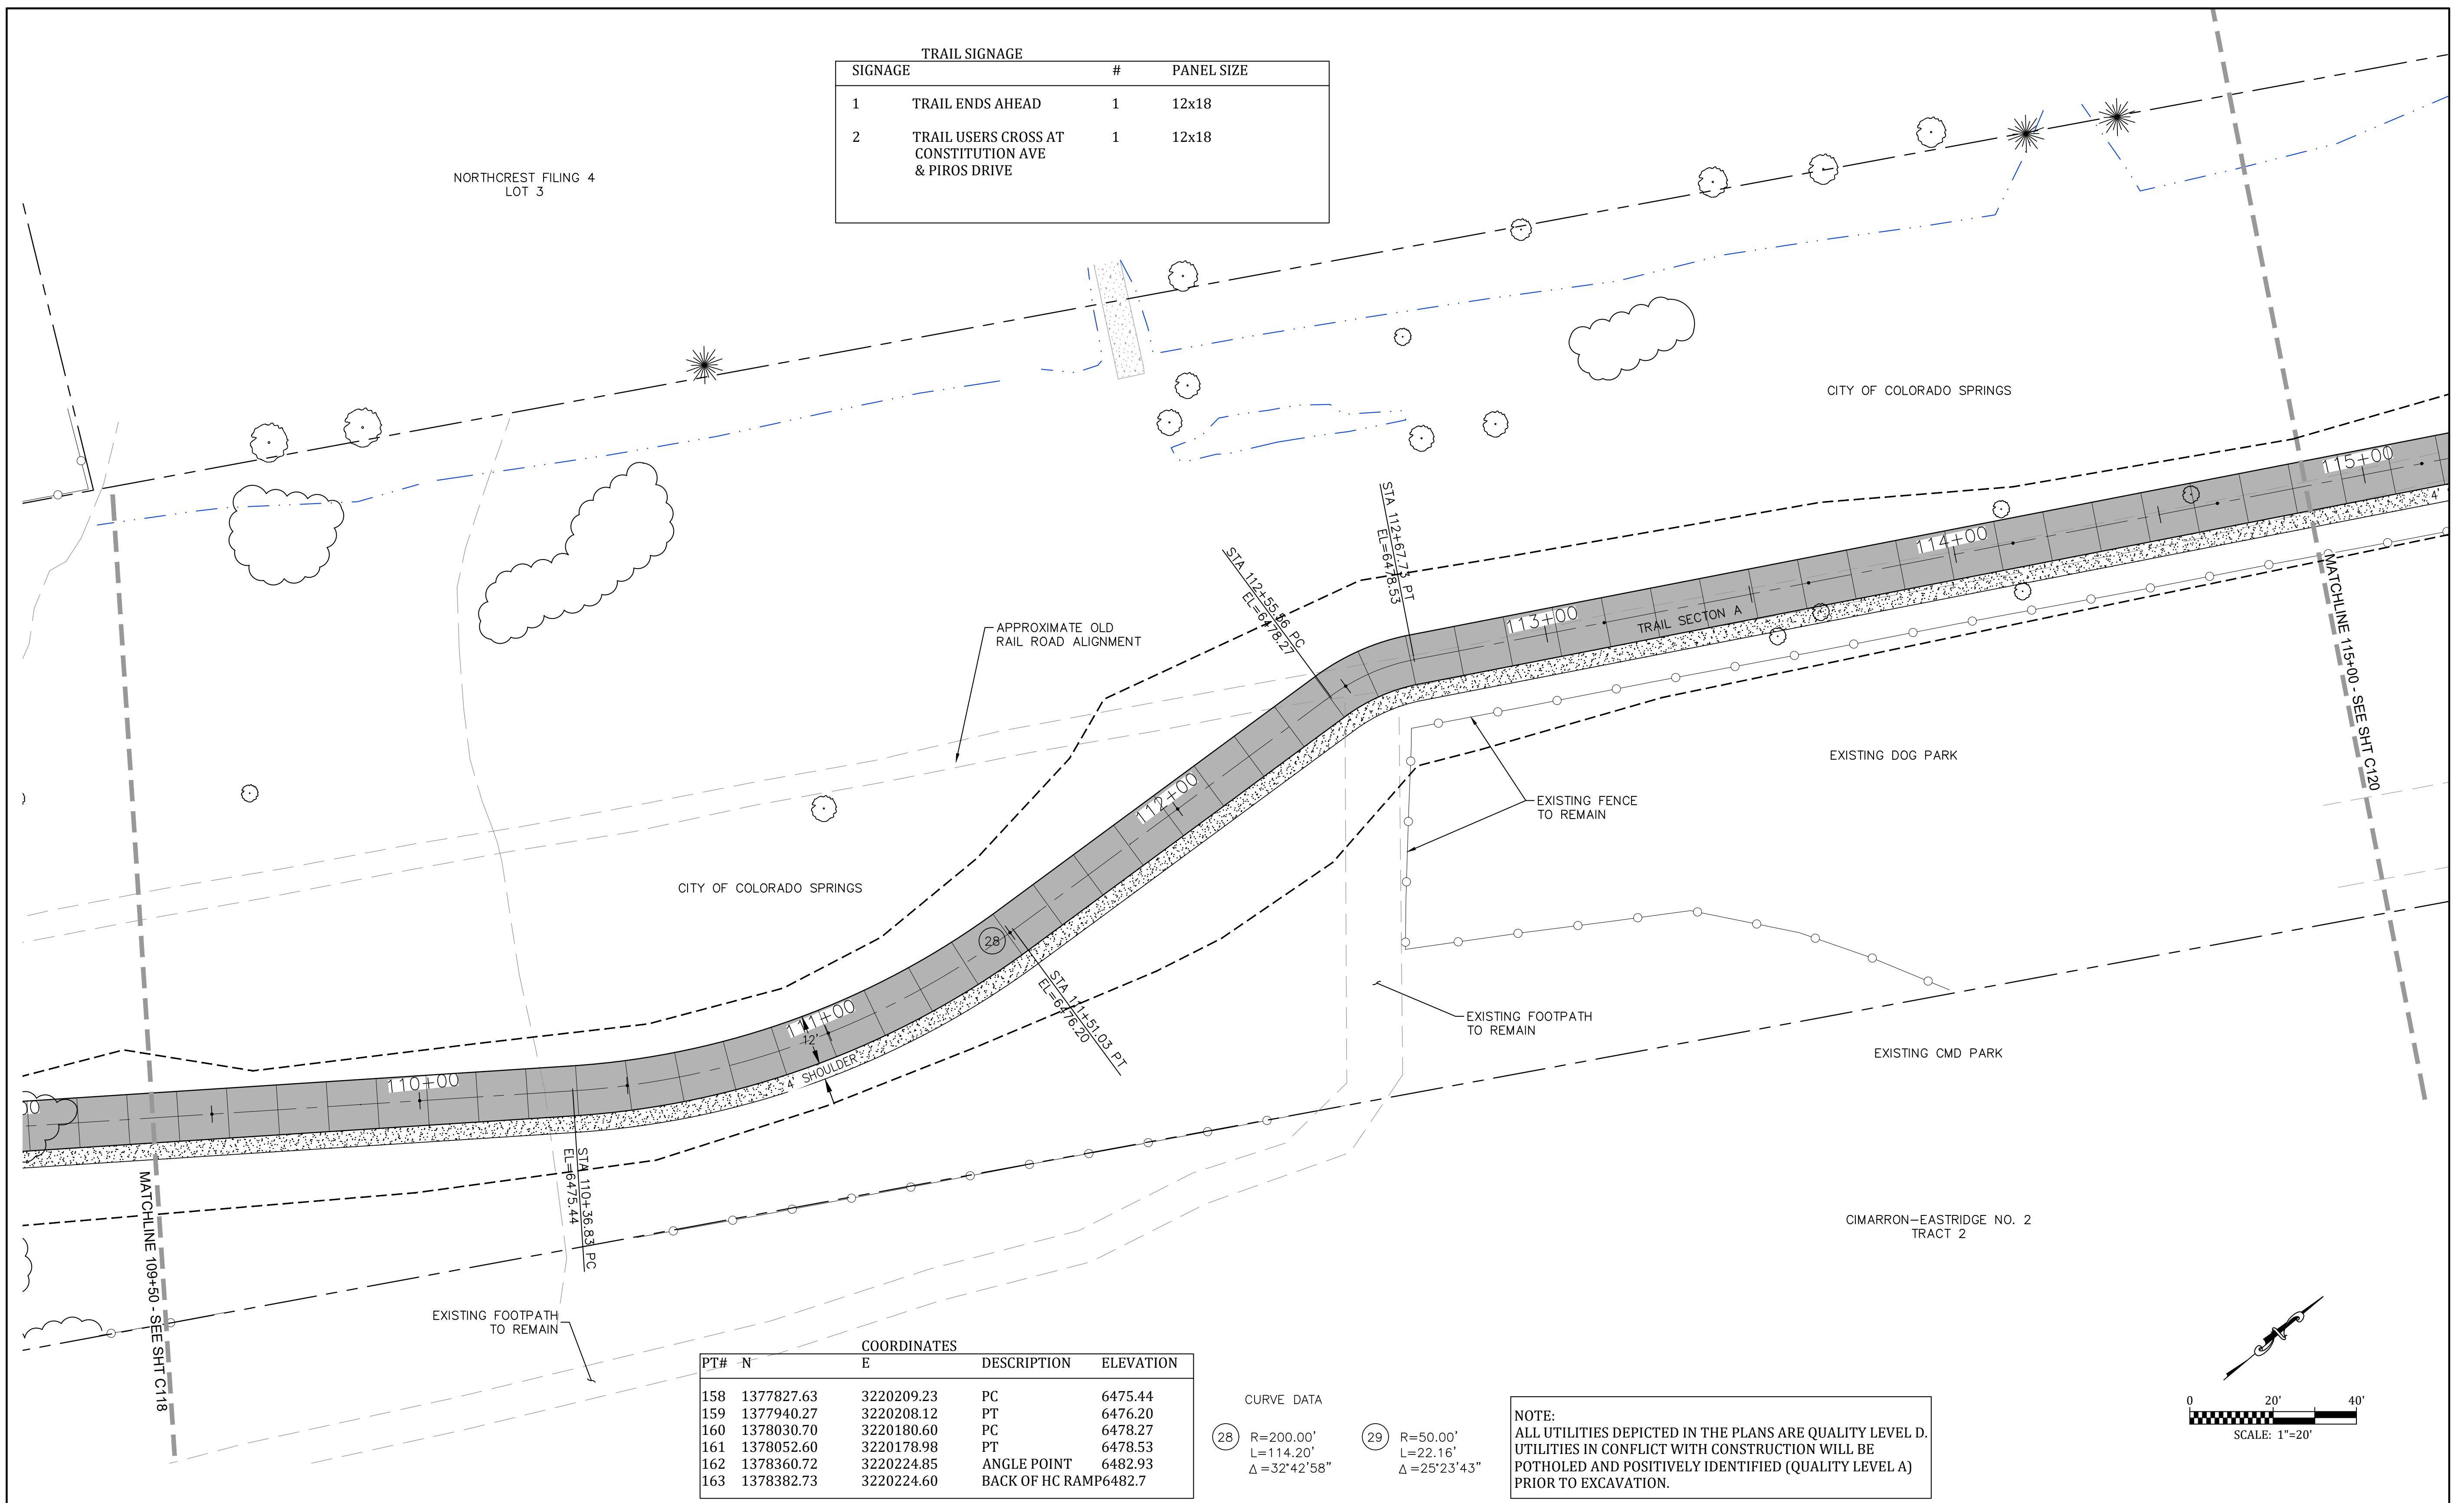 TRAIL SIGNAGE
SIGNAGE # PANEL SIZE
1 TRAIL ENDS AHEAD 1 12x18
2 TRAIL USERS CROSS AT 1 12x18
CONSTITUTION AVE
& PIROS DRIVE
NORTHCREST FILING 4
LOT 3
CITY OF COLORADO SPRINGS
115+00
4'
STA 112+67.73 PT
EL=6478.53
STA 112+55.56 PC
EL=6478.27
114+00
113+00
TRAIL SECTON A
MATCHLINE 115+00 - SEE SHT C120
APPROXIMATE OLD
RAIL ROAD ALIGNMENT
EXISTING DOG PARK
EXISTING FENCE
TO REMAIN
112+00
CITY OF COLORADO SPRINGS
28
STA 111+51.03 PT
EL=6476.20
111+00
12'
4' SHOULDER
EXISTING FOOTPATH
TO REMAIN
EXISTING CMD PARK
110+00
00
STA 110+36.83 PC
EL=6475.44
MATCHLINE 109+50 - SEE SHT C118
CIMARRON-EASTRIDGE NO. 2
TRACT 2
EXISTING FOOTPATH
TO REMAIN
COORDINATES
PT# N E DESCRIPTION ELEVATION
158 1377827.63 3220209.23 PC 6475.44
159 1377940.27 3220208.12 PT 6476.20
160 1378030.70 3220180.60 PC 6478.27
161 1378052.60 3220178.98 PT 6478.53
162 1378360.72 3220224.85 ANGLE POINT 6482.93
163 1378382.73 3220224.60 BACK OF HC RAMP 6482.7
CURVE DATA
28 R=200.00'
L=114.20'
Δ=32°42'58"
29 R=50.00'
L=22.16'
Δ=25°23'43"
NOTE:
ALL UTILITIES DEPICTED IN THE PLANS ARE QUALITY LEVEL D.
UTILITIES IN CONFLICT WITH CONSTRUCTION WILL BE
POTHOLED AND POSITIVELY IDENTIFIED (QUALITY LEVEL A)
PRIOR TO EXCAVATION.
0 20' 40'
SCALE: 1"=20'